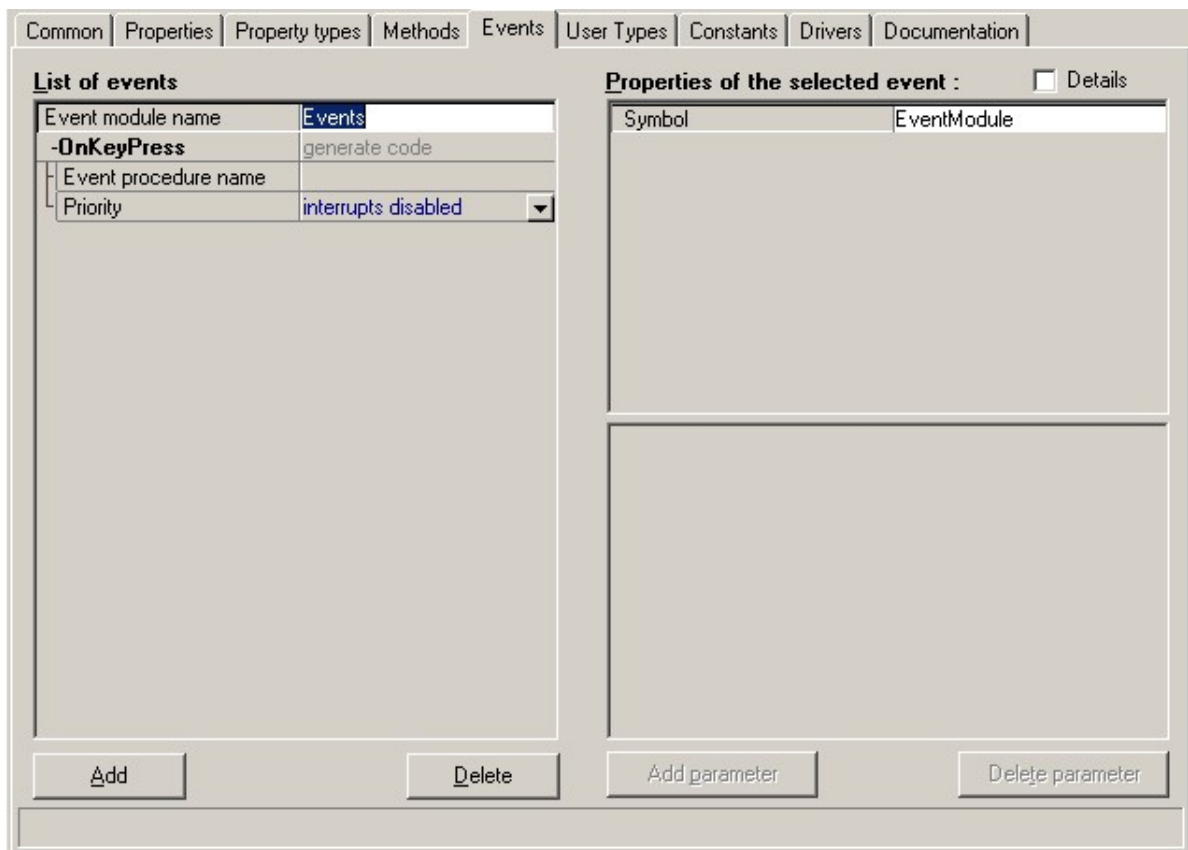 Common Properties Property types Methods Events User Types Constants Drivers Documentation
List of events
Event module name Events
-OnKeyPress generate code
Event procedure name
Priority interrupts disabled
Add Delete
Properties of the selected event : Details
Symbol EventModule
Add parameter Delete parameter